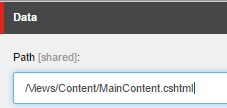 Data
Path [shared]:
/Views/Content/MainContent.cshtml